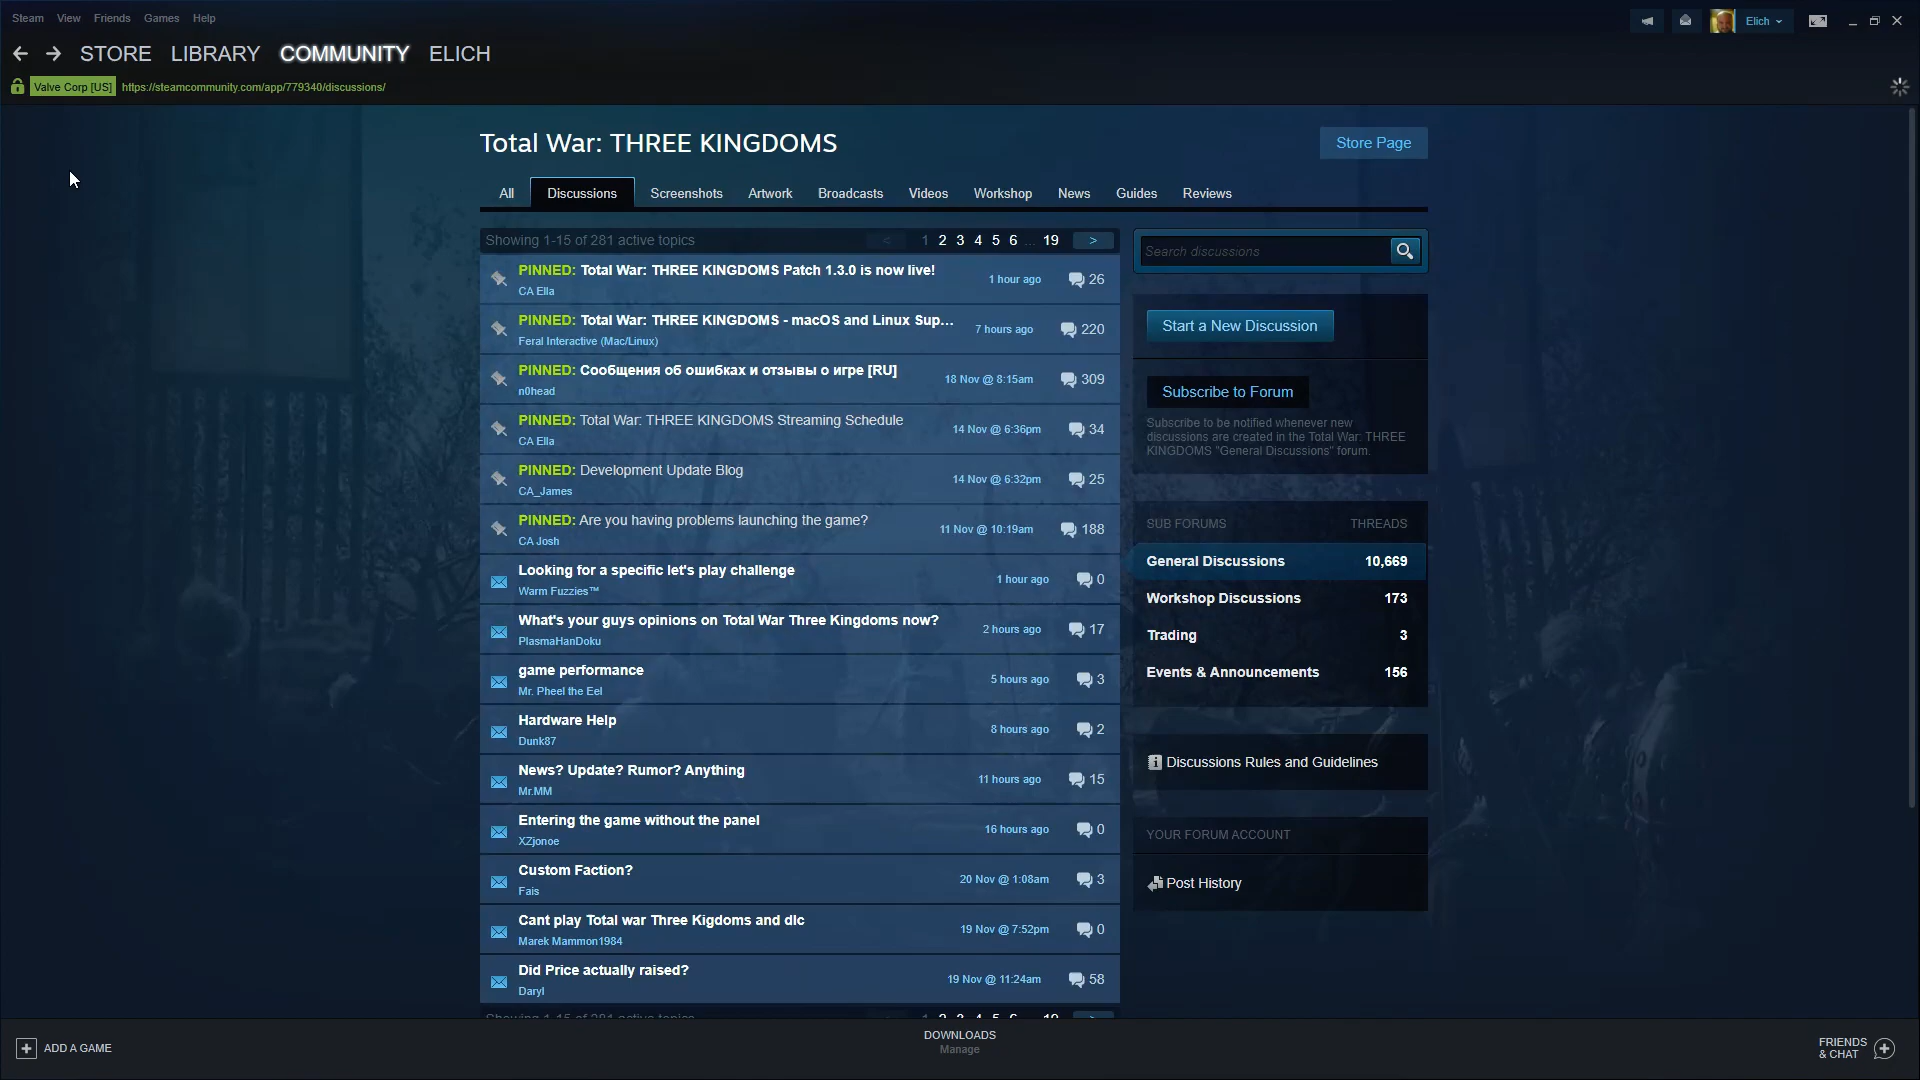 Steam View Friends Games Help
Elich
STORE LIBRARY COMMUNITY ELICH
Valve Corp [US] https://steamcommunity.com/app/779340/discussions/
Total War: THREE KINGDOMS
Store Page
All Discussions Screenshots Artwork Broadcasts Videos Workshop News Guides Reviews
Showing 1-15 of 281 active topics < 1 2 3 4 5 6 ... 19 >
PINNED: Total War: THREE KINGDOMS Patch 1.3.0 is now live!
CA Ella
1 hour ago 26
PINNED: Total War: THREE KINGDOMS - macOS and Linux Sup...
Feral Interactive (Mac/Linux)
7 hours ago 220
PINNED: Сообщения об ошибках и отзывы о игре [RU]
n0head
18 Nov @ 8:15am 309
PINNED: Total War: THREE KINGDOMS Streaming Schedule
CA Ella
14 Nov @ 6:36pm 34
PINNED: Development Update Blog
CA_James
14 Nov @ 6:32pm 25
PINNED: Are you having problems launching the game?
CA Josh
11 Nov @ 10:19am 188
Looking for a specific let's play challenge
Warm Fuzzies™
1 hour ago 0
What's your guys opinions on Total War Three Kingdoms now?
PlasmaHanDoku
2 hours ago 17
game performance
Mr. Pheel the Eel
5 hours ago 3
Hardware Help
Dunk87
8 hours ago 2
News? Update? Rumor? Anything
Mr.MM
11 hours ago 15
Entering the game without the panel
XZjonoe
16 hours ago 0
Custom Faction?
Fais
20 Nov @ 1:08am 3
Cant play Total war Three Kigdoms and dlc
Marek Mammon1984
19 Nov @ 7:52pm 0
Did Price actually raised?
Daryl
19 Nov @ 11:24am 58
Showing 1-15 of 281 active topics < 1 2 3 4 5 6 ... 19 >
Search discussions
Start a New Discussion
Subscribe to Forum
Subscribe to be notified whenever new
discussions are created in the Total War: THREE
KINGDOMS "General Discussions" forum.
SUB FORUMS THREADS
General Discussions 10,669
Workshop Discussions 173
Trading 3
Events & Announcements 156
Discussions Rules and Guidelines
YOUR FORUM ACCOUNT
Post History
ADD A GAME
DOWNLOADS
Manage
FRIENDS
& CHAT